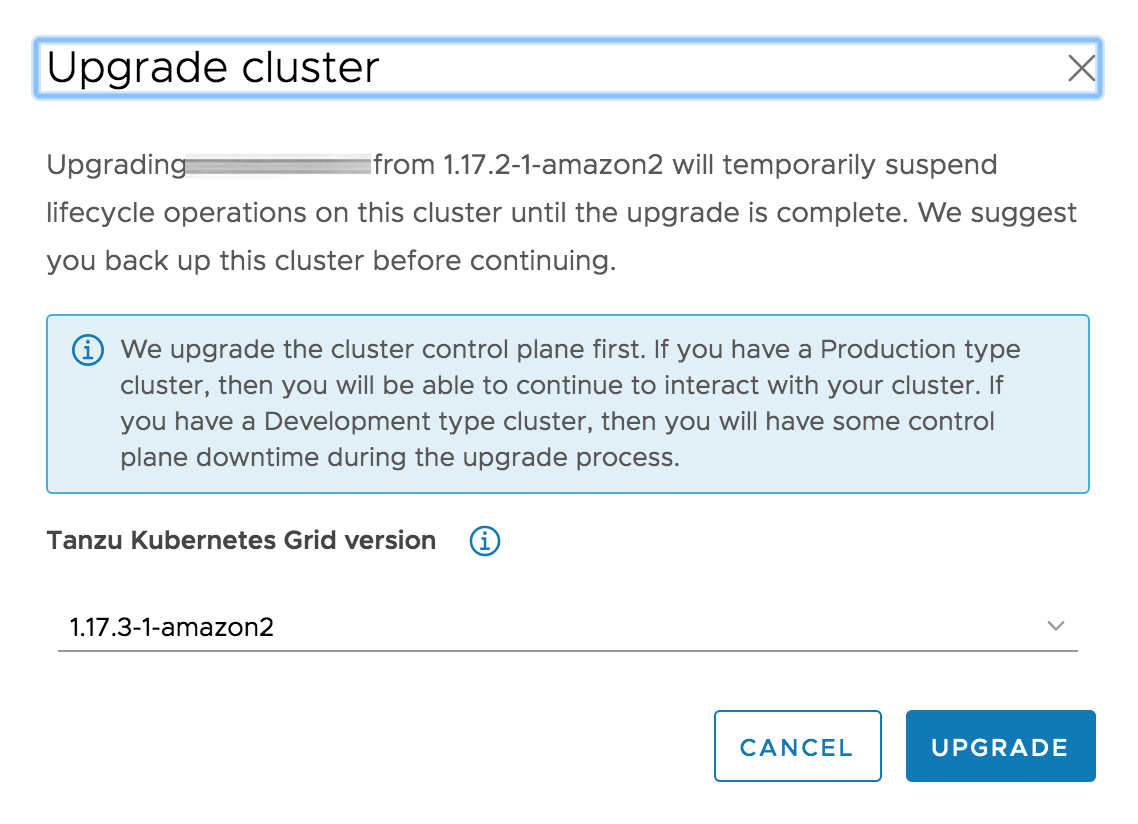 Upgrade cluster
Upgrading from 1.17.2-1-amazon2 will temporarily suspend
lifecycle operations on this cluster until the upgrade is complete. We suggest
you back up this cluster before continuing.
We upgrade the cluster control plane first. If you have a Production type
cluster, then you will be able to continue to interact with your cluster. If
you have a Development type cluster, then you will have some control
plane downtime during the upgrade process.
Tanzu Kubernetes Grid version
1.17.3-1-amazon2
CANCEL UPGRADE